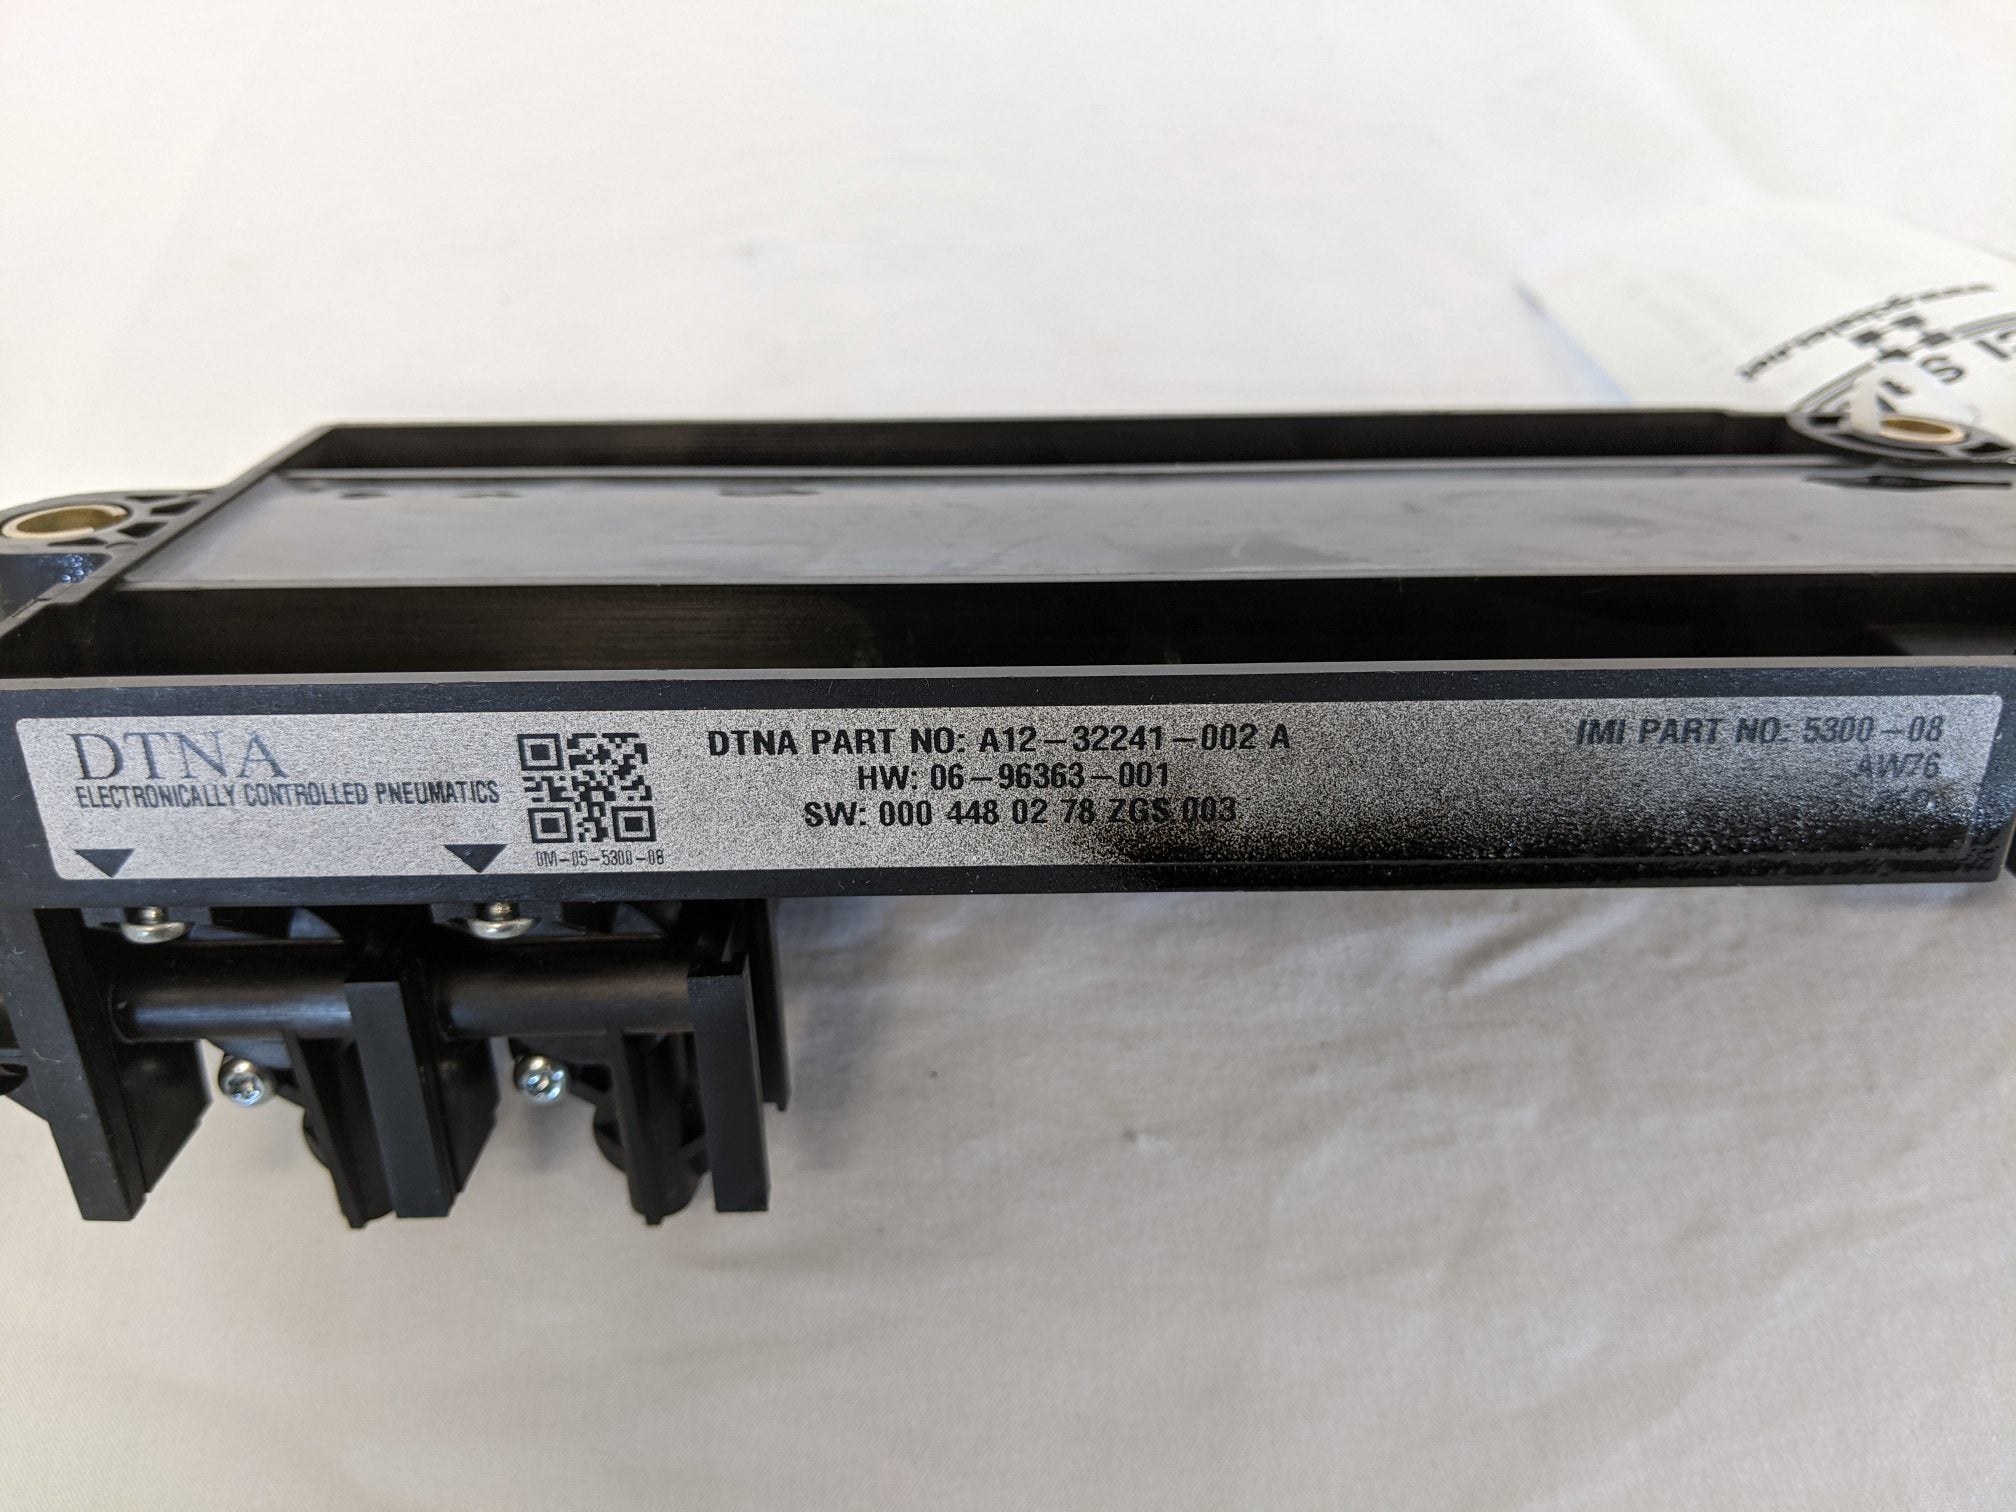 DTNA
ELECTRONICALLY CONTROLLED PNEUMATICS
DM-05-5300-08
DTNA PART NO: A12-32241-002 A
HW: 06-96363-001
SW: 000 448 02 78 ZGS 003
IMI PART NO: 5300-08
AW76